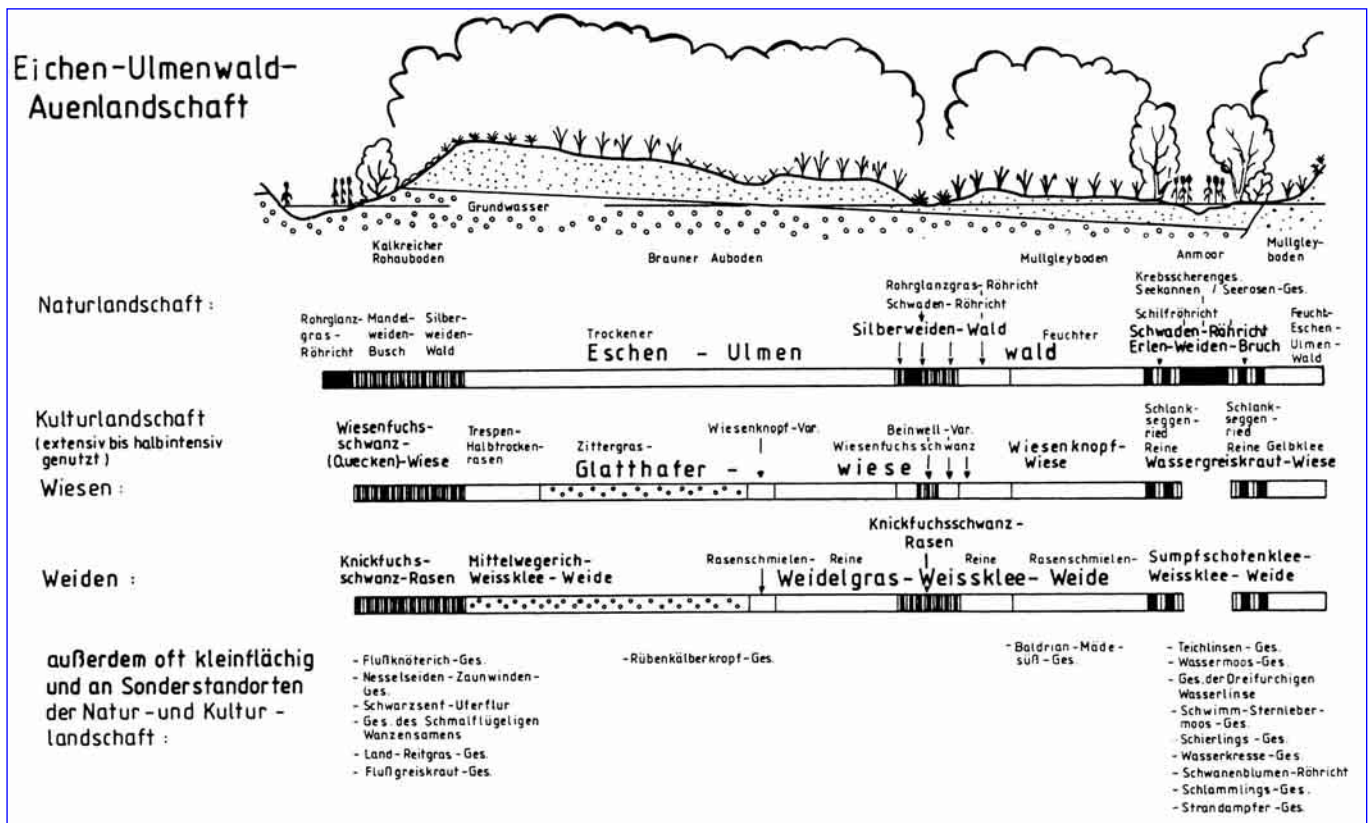 Eichen-Ulmenwald-
Auenlandschaft
Grundwasser
Kalkreicher
Rohauboden
Brauner Auboden
Mullgleyboden
Anmoor
Mullgley-
boden
Naturlandschaft :
Rohrglanz-
gras-
Röhricht
Mandel-
weiden-
Busch
Silber-
weiden-
Wald
Trockener
Eschen - Ulmen
Rohrglanzgras-Röhricht
Schwaden-Röhricht
Silberweiden-Wald
Feuchter
wald
Krebsscherenges.
Seekannen / Seerosen-Ges.
Schilfröhricht
Schwaden-Röhricht
Erlen-Weiden-Bruch
Feucht-
Eschen-
Ulmen-
Wald
Kulturlandschaft
(extensiv bis halbintensiv
genutzt)
Wiesen :
Wiesenfuchs-
schwanz-
(Quecken)-Wiese
Trespen-
Halbtrocken-
rasen
Zittergras-
Glatthafer -
Wiesenknopf-Var.
Beinwell-Var.
Wiesenfuchsschwanz
wiese
Wiesenknopf-
Wiese
Schlank-
seggen-
ried
Reine
Schlank-
seggen-
ried
Reine Gelbklee
Wassergreiskraut-Wiese
Weiden :
Knickfuchs-
schwanz-Rasen
Mittelwegerich-
Weissklee-Weide
Rasenschmielen-
Reine
Knickfuchsschwanz-
Rasen
Reine
Rasenschmielen-
Weidelgras-Weissklee-Weide
Sumpfschotenklee-
Weissklee-Weide
außerdem oft kleinflächig
und an Sonderstandorten
der Natur-und Kultur-
landschaft :
- Flußknöterich-Ges.
- Nesselseiden-Zaunwinden-
Ges.
- Schwarzsenf-Uferflur
- Ges. des Schmalflügeligen
Wanzensamens
- Land-Reitgras-Ges.
- Flußgreiskraut-Ges.
-Rübenkälberkropf-Ges.
- Baldrian-Mäde-
süß-Ges.
- Teichlinsen-Ges.
- Wassermoos-Ges.
- Ges. der Dreifurchigen
Wasserlinse
- Schwimm-Sternleber-
moos-Ges.
Schierlings-Ges.
- Wasserkresse-Ges.
- Schwanenblumen-Röhricht
- Schlammlings-Ges.
- Strandampfer-Ges.